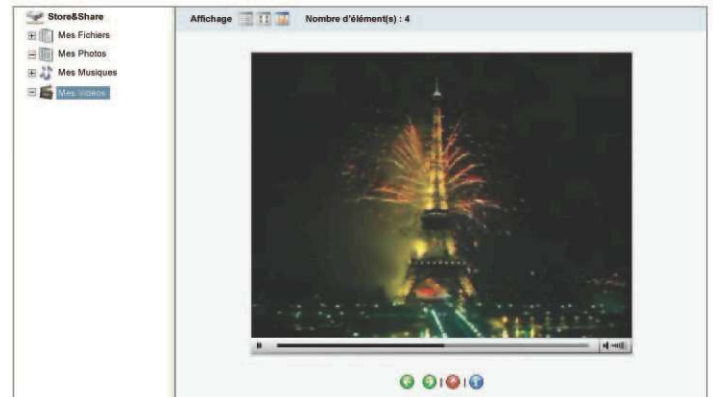 Store&Share
Mes Fichiers
Mes Photos
Mes Musiques
Mes Vidéos
Affichage Nombre d'élément(s) : 4